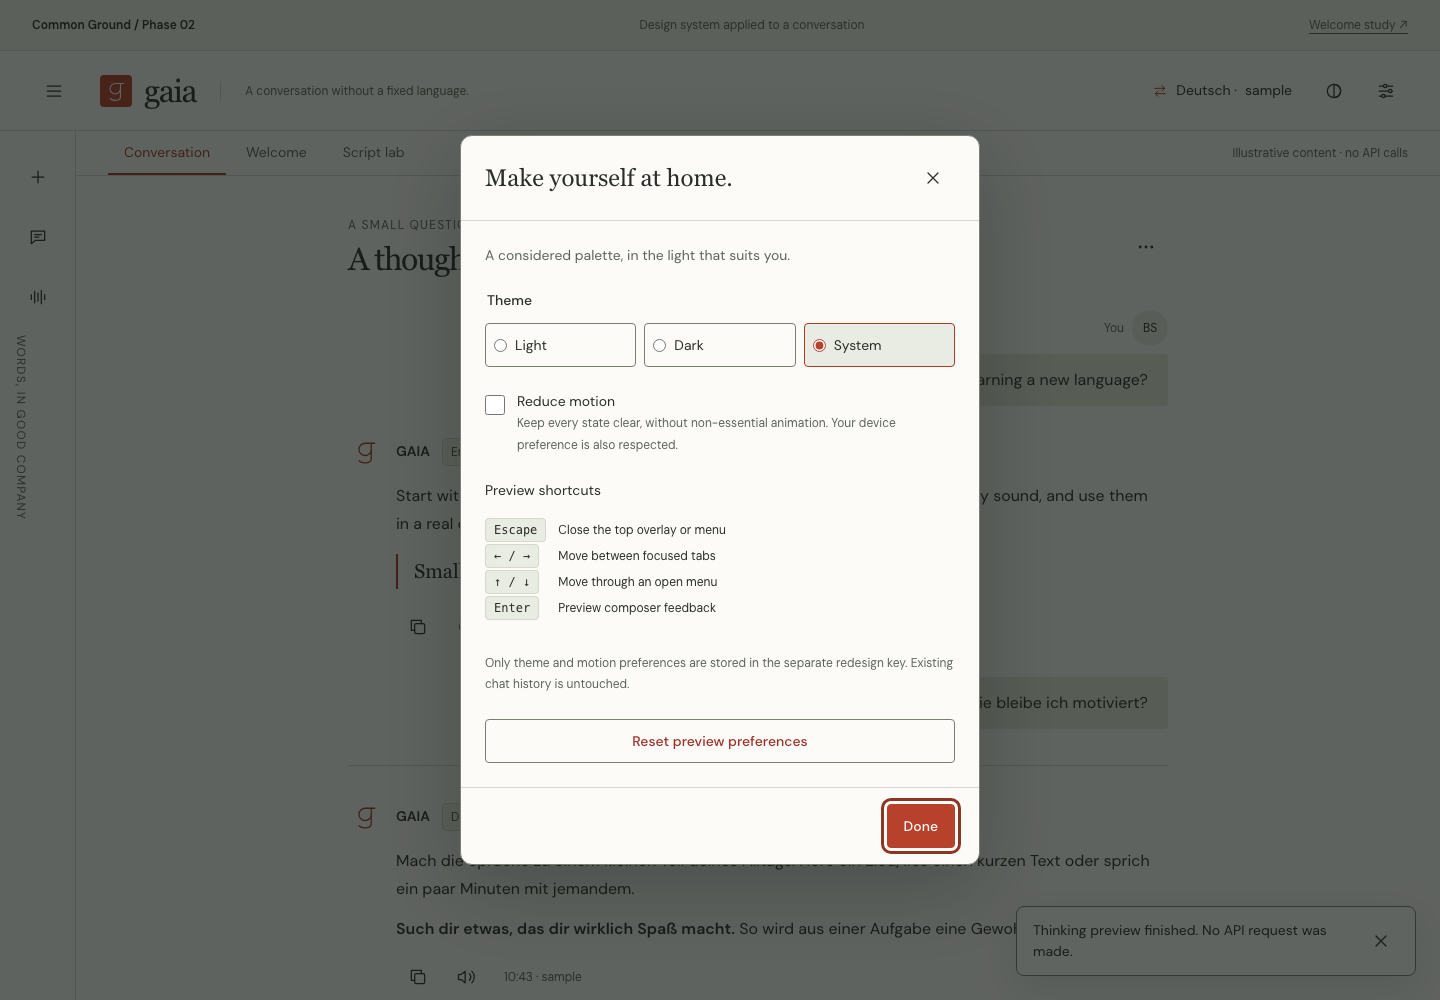 Common Ground / Phase 02
Design system applied to a conversation
Welcome study ↗
g gaia
A conversation without a fixed language.
Deutsch · sample
Conversation
Welcome
Script lab
Illustrative content · no API calls
WORDS, IN GOOD COMPANY
A SMALL
A
You
BS
a new language?
g GAIA
Start
sound, and use them
in a real
bleibe ich motiviert?
g GAIA
Mach die
kurzen Text oder sprich
ein paar Minuten mit jemandem.
Such dir etwas, das dir wirklich Spaß macht. So wird aus einer Aufgabe eine
10:43 · sample
Make yourself at home.
A considered palette, in the light that suits you.
Theme
Light
Dark
System
Reduce motion
Keep every state clear, without non-essential animation. Your device
preference is also respected.
Preview shortcuts
Escape Close the top overlay or menu
← / → Move between focused tabs
↑ / ↓ Move through an open menu
Enter Preview composer feedback
Only theme and motion preferences are stored in the separate redesign key. Existing
chat history is untouched.
Reset preview preferences
Done
Thinking preview finished. No API request was
made.